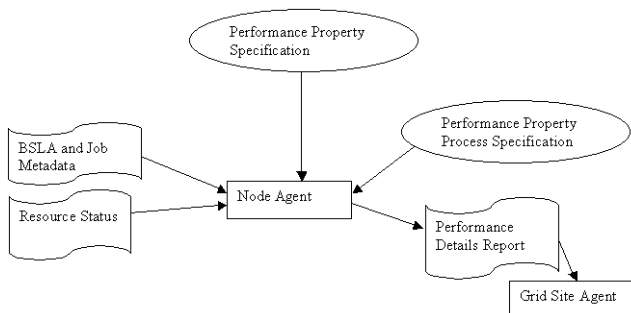 Performance Property
Specification
Performance Property
Process Specification
BSLA and Job
Metadata
Node Agent
Resource Status
Performance
Details Report
Grid Site Agent